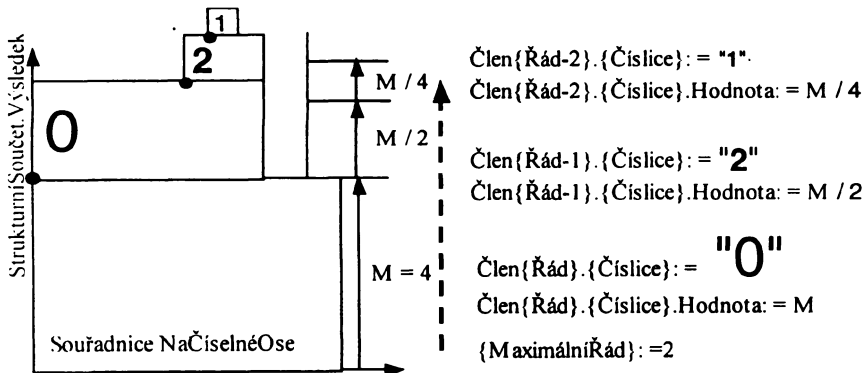 1
2
0
StrukturníSoučet.Výsledek
SouřadniceNaČíselnéOse
M / 4
M / 2
M = 4
Člen{Řád-2}.{Číslice}: = "1".
Člen{Řád-2}.{Číslice}.Hodnota: = M / 4
Člen{Řád-1}.{Číslice}: = "2"
Člen{Řád-1}.{Číslice}.Hodnota: = M / 2
Člen{Řád}.{Číslice}: = "0"
Člen{Řád}.{Číslice}.Hodnota: = M
{MaximálníŘád}: =2